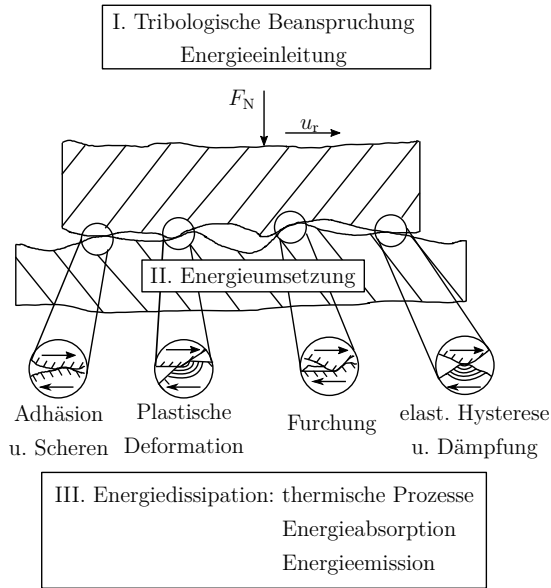 I. Tribologische Beanspruchung
Energieeinleitung
F_N
u_r
II. Energieumsetzung
Adhäsion
u. Scheren
Plastische
Deformation
Furchung
elast. Hysterese
u. Dämpfung
III. Energiedissipation: thermische Prozesse
Energieabsorption
Energieemission